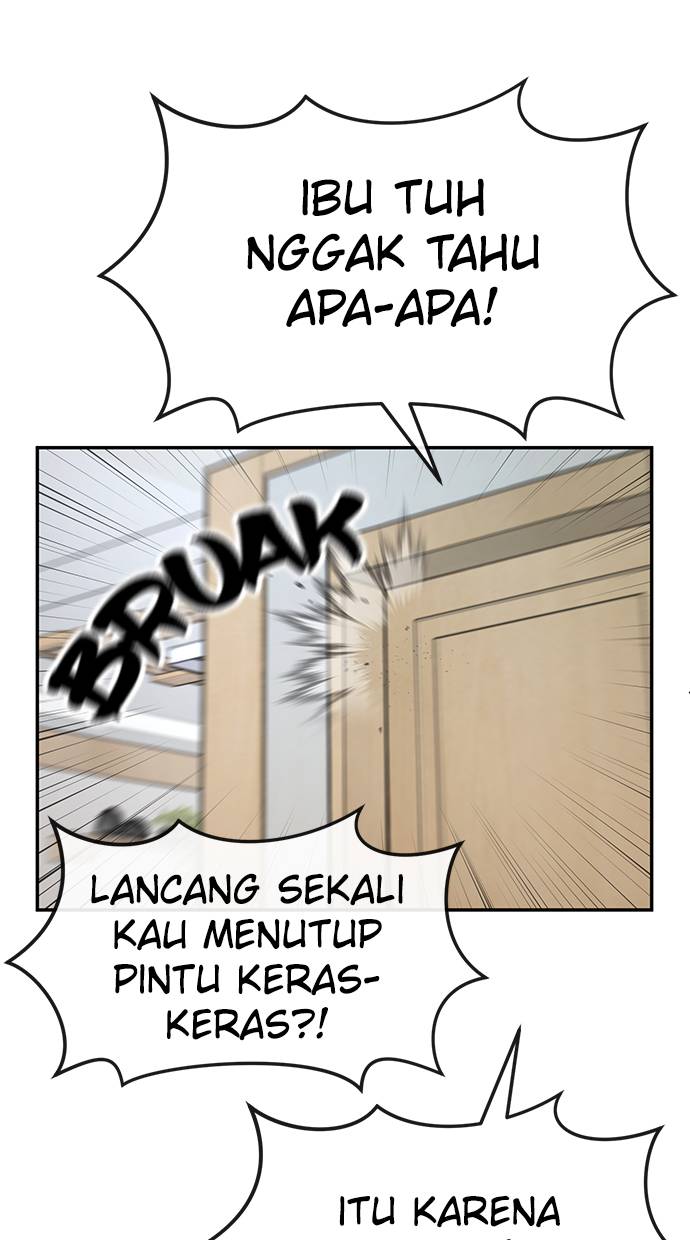 IBU TUH
NGGAK TAHU
APA-APA!
BRUAK
LANCANG SEKALI
KAU MENUTUP
PINTU KERAS-
KERAS?!
ITU KARENA